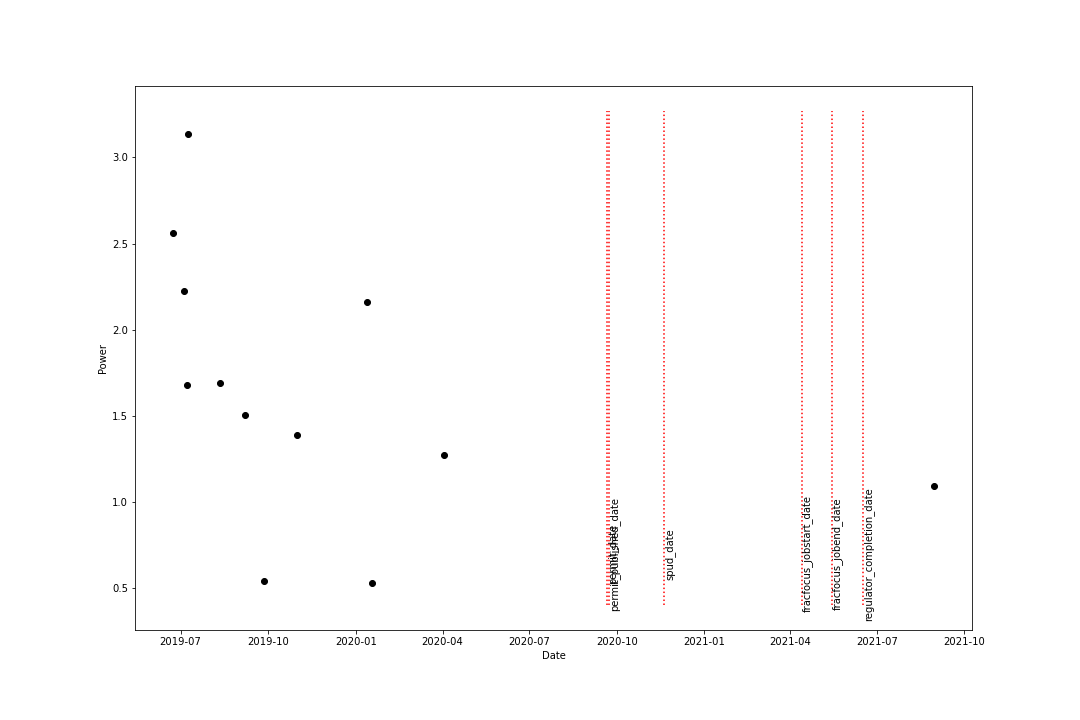 3.0
2.5
2.0
1.5
1.0
0.5
Power
permit_date
permit_published_date
spud_date
fracfocus_jobstart_date
fracfocus_jobend_date
regulator_completion_date
2019-07 2019-10 2020-01 2020-04 2020-07 2020-10 2021-01 2021-04 2021-07 2021-10
Date